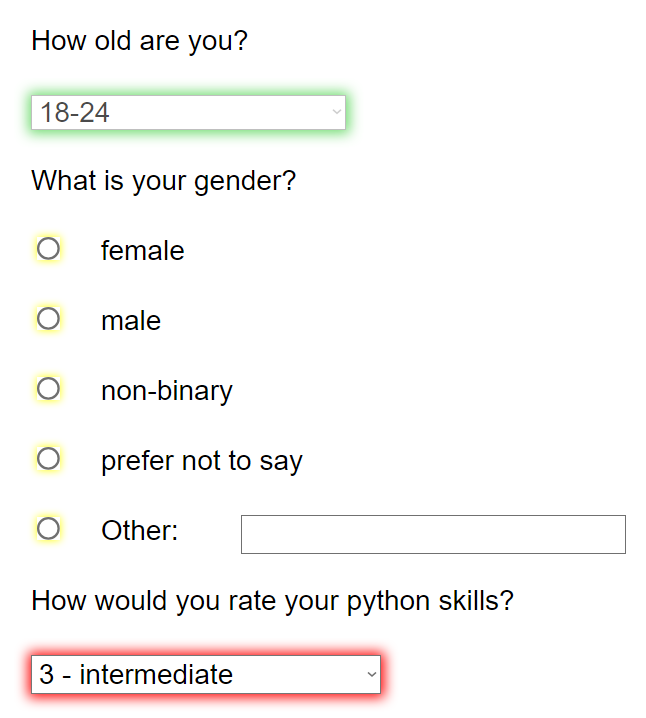 How old are you?
18-24
What is your gender?
female
male
non-binary
prefer not to say
Other:
How would you rate your python skills?
3 - intermediate